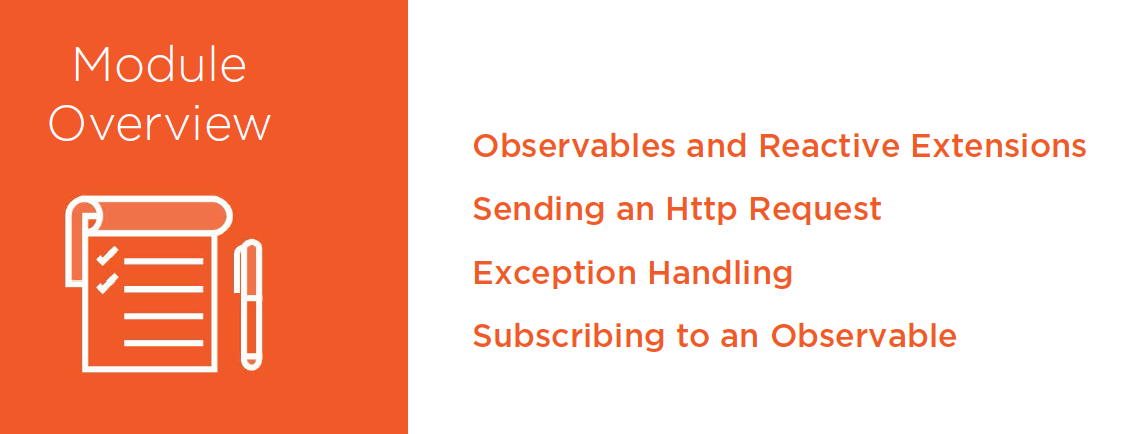 Module
Overview
Observables and Reactive Extensions
Sending an Http Request
Exception Handling
Subscribing to an Observable